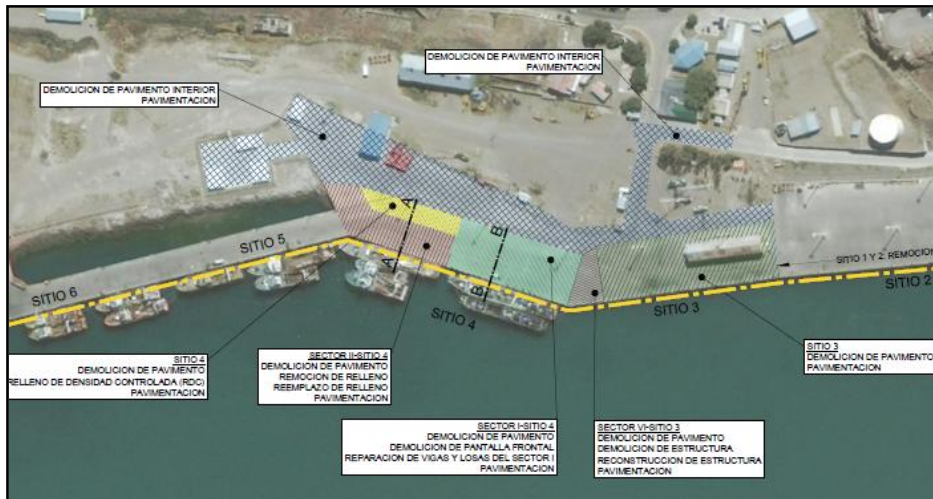 DEMOLICION DE PAVIMENTO INTERIOR
PAVIMENTACION
DEMOLICION DE PAVIMENTO INTERIOR
PAVIMENTACION
A
A
B
B
SITIO 6
SITIO 5
SITIO 4
SITIO 3
SITIO 2
SITIO 1 Y 2: REMOCION
SITIO 4
DEMOLICION DE PAVIMENTO
RELLENO DE DENSIDAD CONTROLADA (RDC)
PAVIMENTACION
SECTOR II-SITIO 4
DEMOLICION DE PAVIMENTO
REMOCION DE RELLENO
REEMPLAZO DE RELLENO
PAVIMENTACION
SECTOR I-SITIO 4
DEMOLICION DE PAVIMENTO
DEMOLICION DE PANTALLA FRONTAL
REPARACION DE VIGAS Y LOSAS DEL SECTOR I
PAVIMENTACION
SECTOR VI-SITIO 3
DEMOLICION DE PAVIMENTO
DEMOLICION DE ESTRUCTURA
RECONSTRUCCION DE ESTRUCTURA
PAVIMENTACION
SITIO 3
DEMOLICION DE PAVIMENTO
PAVIMENTACION